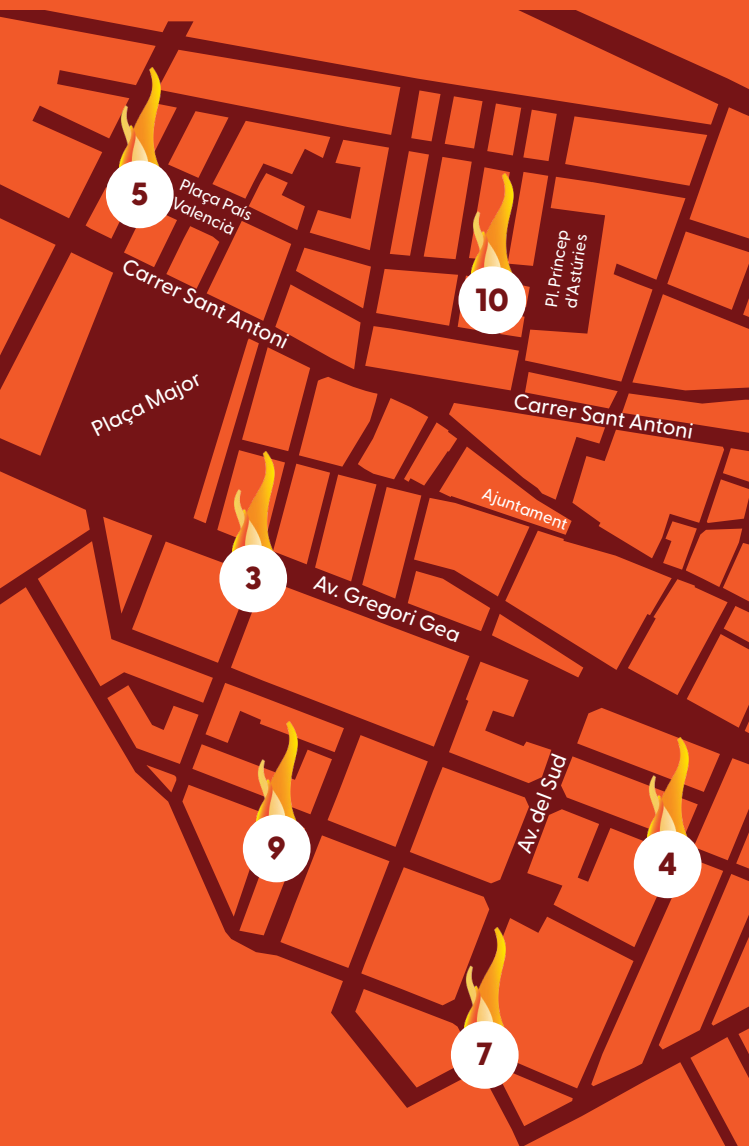 5
Plaça País
Valencià
10
Pl. Príncep
d'Astúries
Carrer Sant Antoni
Plaça Major
Carrer Sant Antoni
Ajuntament
3
Av. Gregori Gea
Av. del Sud
9
4
7